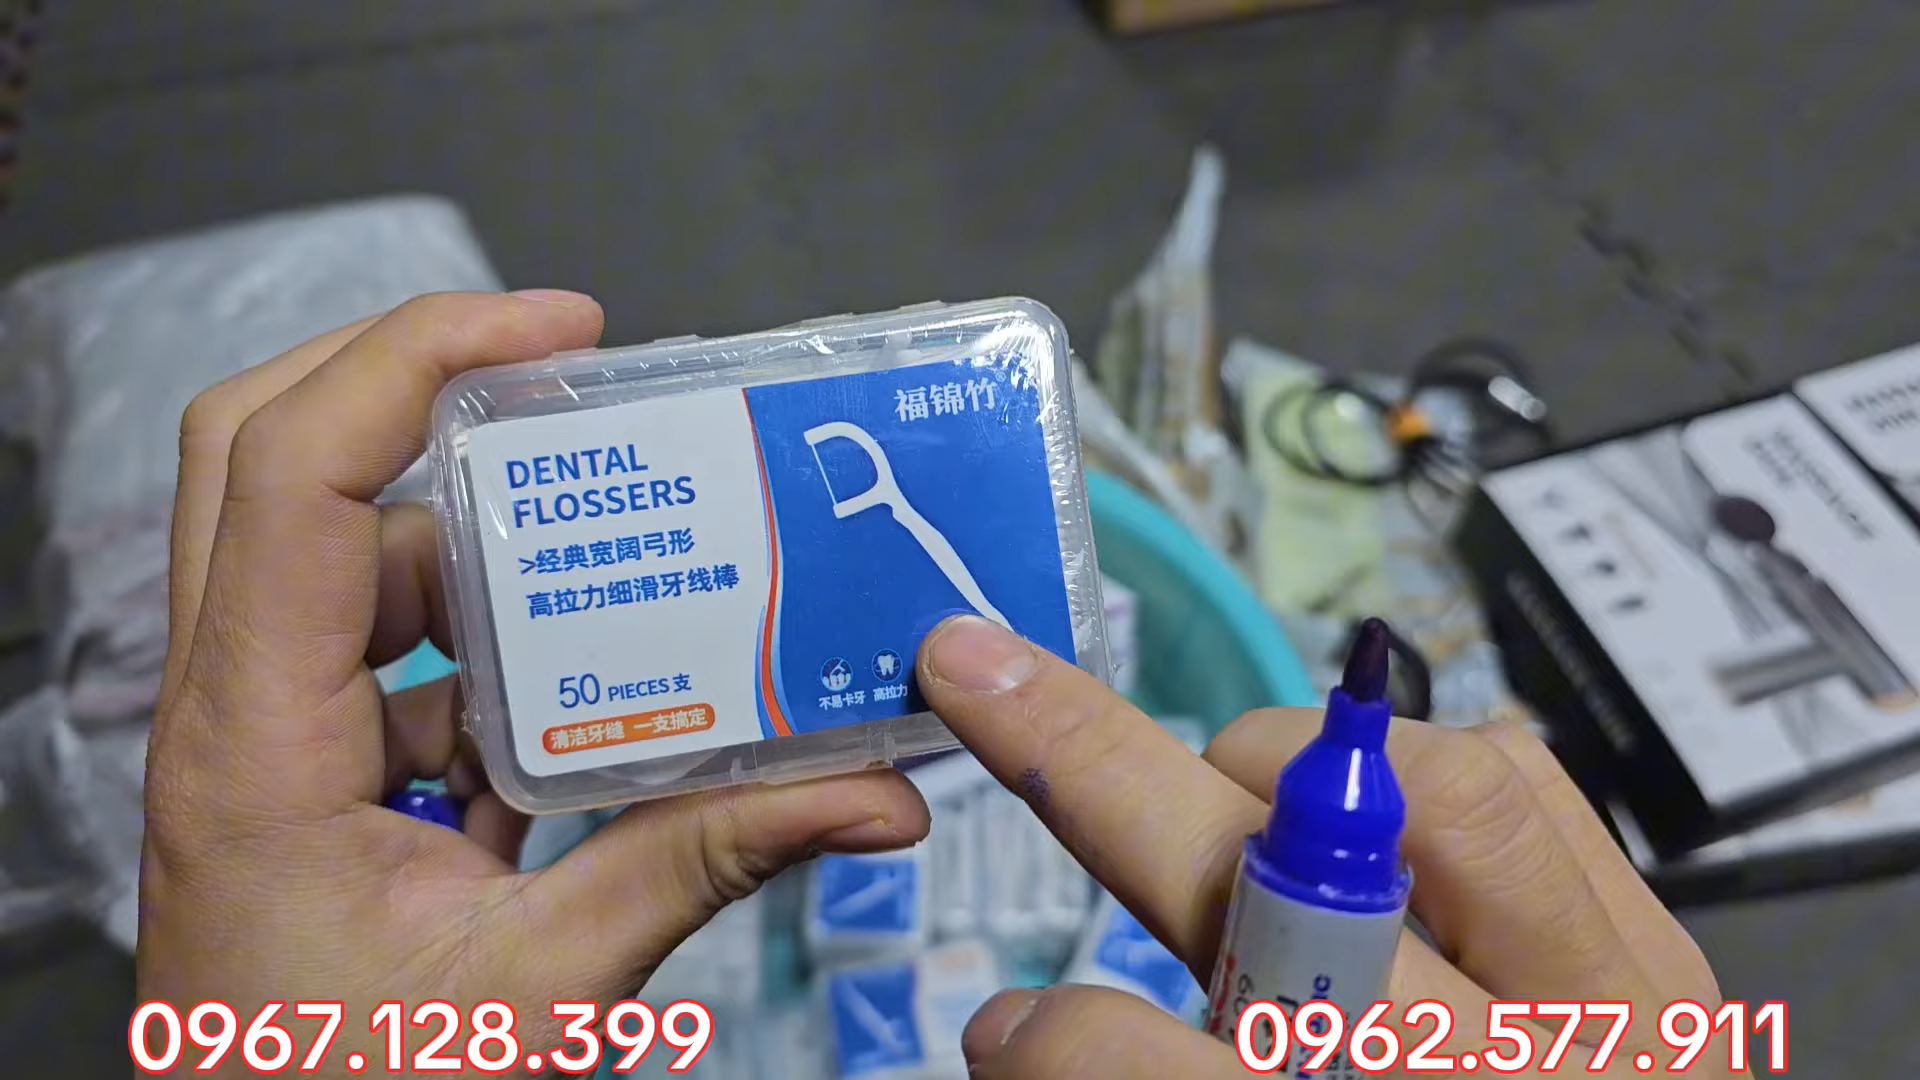 福锦竹®
DENTAL
FLOSSERS
>经典宽阔弓形
高拉力细滑牙线棒
50 PIECES 支
清洁牙缝 一支搞定
不易卡牙 高拉力
0967.128.399
0962.577.911